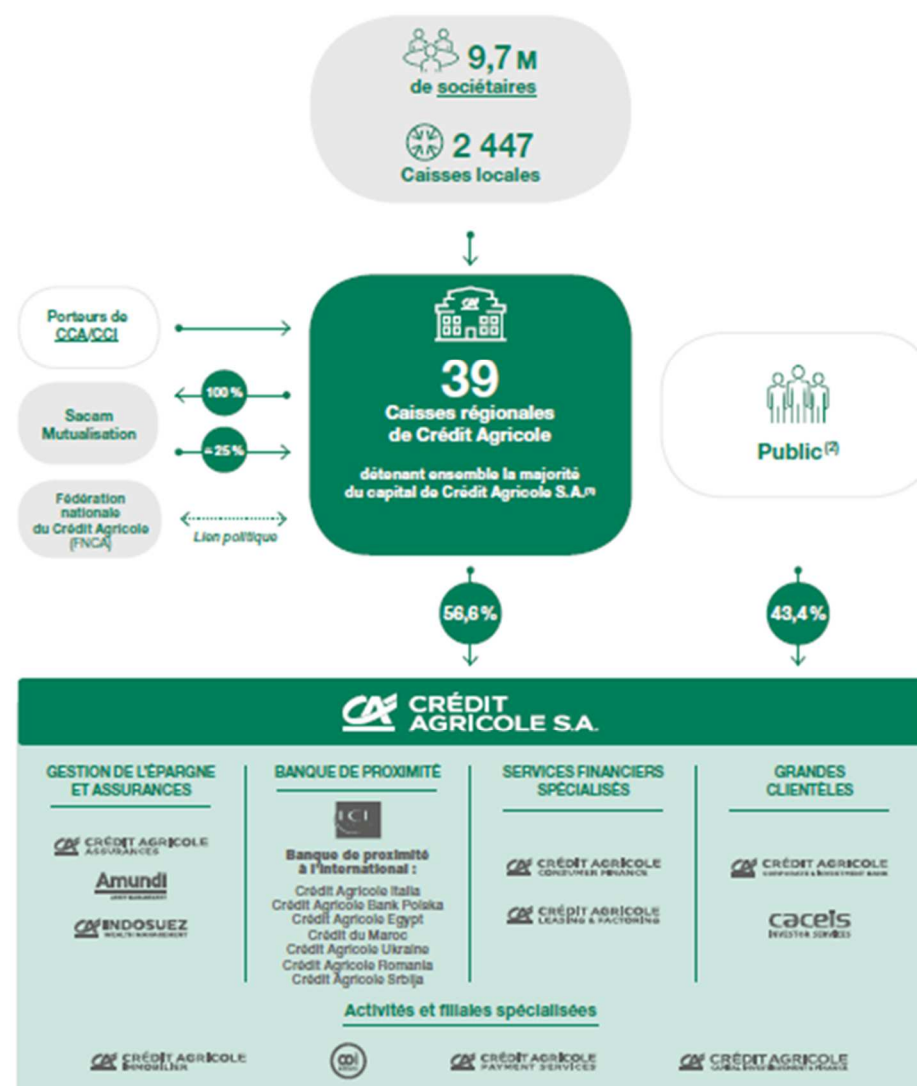 9,7 M
de sociétaires
2 447
Caisses locales
Porteurs de
CCA/CCI
Sacam
Mutualisation
Fédération
nationale
du Crédit Agricole
(FNCA)
100 %
≈ 25 %
Lien politique
39
Caisses régionales
de Crédit Agricole
détenant ensemble la majorité
du capital de Crédit Agricole S.A.(1)
Public(2)
56,6 %
43,4 %
CRÉDIT
AGRICOLE S.A.
GESTION DE L'ÉPARGNE
ET ASSURANCES
CRÉDIT AGRICOLE
ASSURANCES
Amundi
ASSET MANAGEMENT
INDOSUEZ
WEALTH MANAGEMENT
BANQUE DE PROXIMITÉ
LCL
Banque de proximité
à l'international :
Crédit Agricole Italia
Crédit Agricole Bank Polska
Crédit Agricole Egypt
Crédit du Maroc
Crédit Agricole Ukraine
Crédit Agricole Romania
Crédit Agricole Srbija
SERVICES FINANCIERS
SPÉCIALISÉS
CRÉDIT AGRICOLE
CONSUMER FINANCE
CRÉDIT AGRICOLE
LEASING & FACTORING
GRANDES
CLIENTÈLES
CRÉDIT AGRICOLE
CORPORATE & INVESTMENT BANK
caceis
INVESTOR SERVICES
Activités et filiales spécialisées
CRÉDIT AGRICOLE
IMMOBILIER
CRÉDIT AGRICOLE
PAYMENT SERVICES
CRÉDIT AGRICOLE